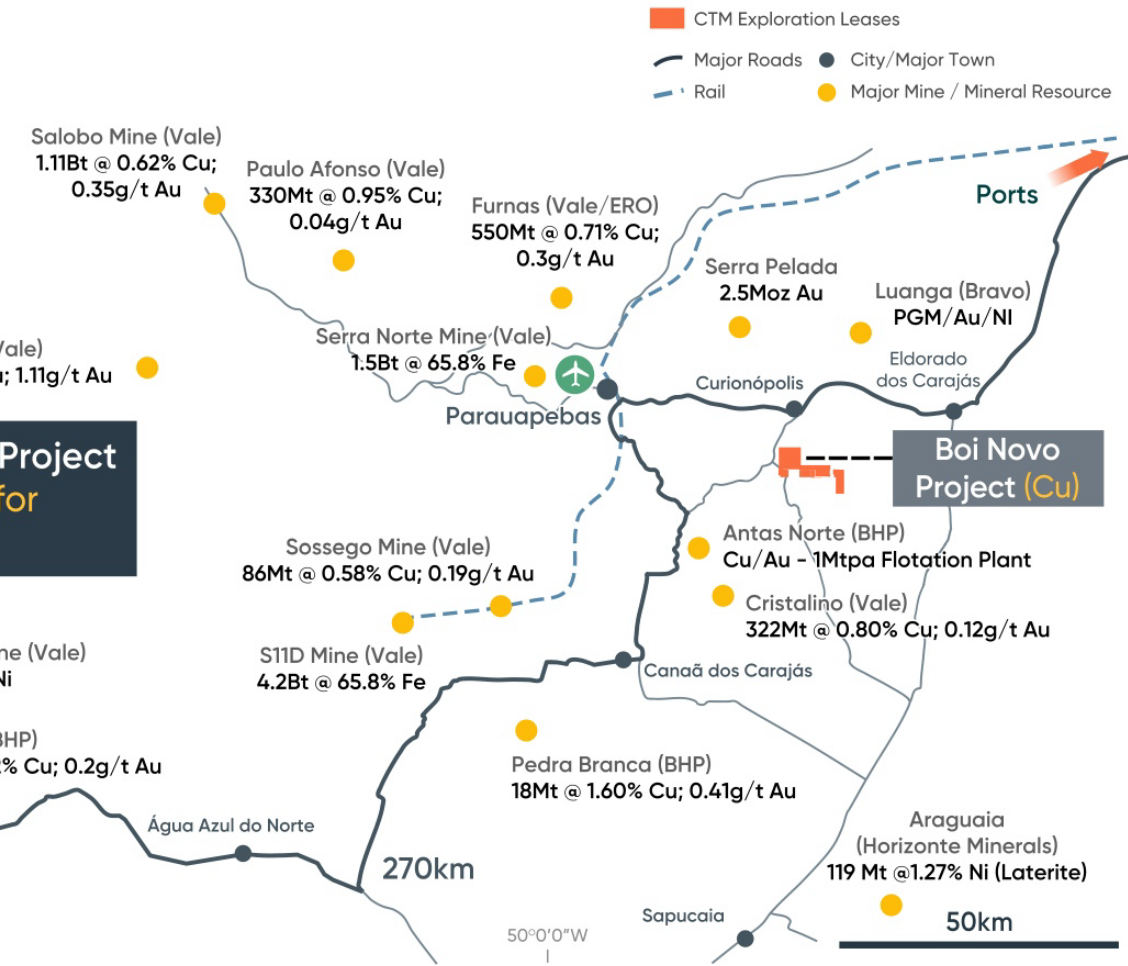 CTM Exploration Leases
Major Roads
City/Major Town
Rail
Major Mine / Mineral Resource
Salobo Mine (Vale)
1.11Bt @ 0.62% Cu;
0.35g/t Au
Paulo Afonso (Vale)
330Mt @ 0.95% Cu;
0.04g/t Au
Furnas (Vale/ERO)
550Mt @ 0.71% Cu;
0.3g/t Au
Ports
Serra Pelada
2.5Moz Au
Luanga (Bravo)
PGM/Au/NI
Serra Norte Mine (Vale)
1.5Bt @ 65.8% Fe
Vale)
; 1.11g/t Au
Eldorado
dos Carajás
Curionópolis
Parauapebas
Project
for
Boi Novo
Project (Cu)
Antas Norte (BHP)
Cu/Au - 1Mtpa Flotation Plant
Sossego Mine (Vale)
86Mt @ 0.58% Cu; 0.19g/t Au
Cristalino (Vale)
322Mt @ 0.80% Cu; 0.12g/t Au
S11D Mine (Vale)
4.2Bt @ 65.8% Fe
ne (Vale)
Ni
Canaã dos Carajás
BHP)
% Cu; 0.2g/t Au
Pedra Branca (BHP)
18Mt @ 1.60% Cu; 0.41g/t Au
Água Azul do Norte
270km
Araguaia
(Horizonte Minerals)
119 Mt @1.27% Ni (Laterite)
Sapucaia
50km
50°0'0"W